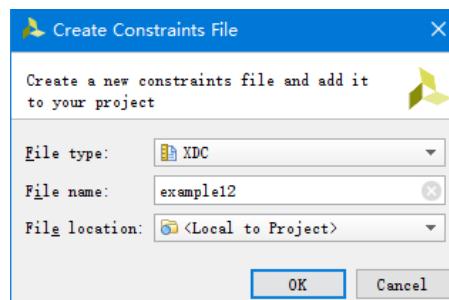 Create Constraints File
Create a new constraints file and add it
to your project
File type: XDC
File name: example12
File location: <Local to Project>
OK Cancel